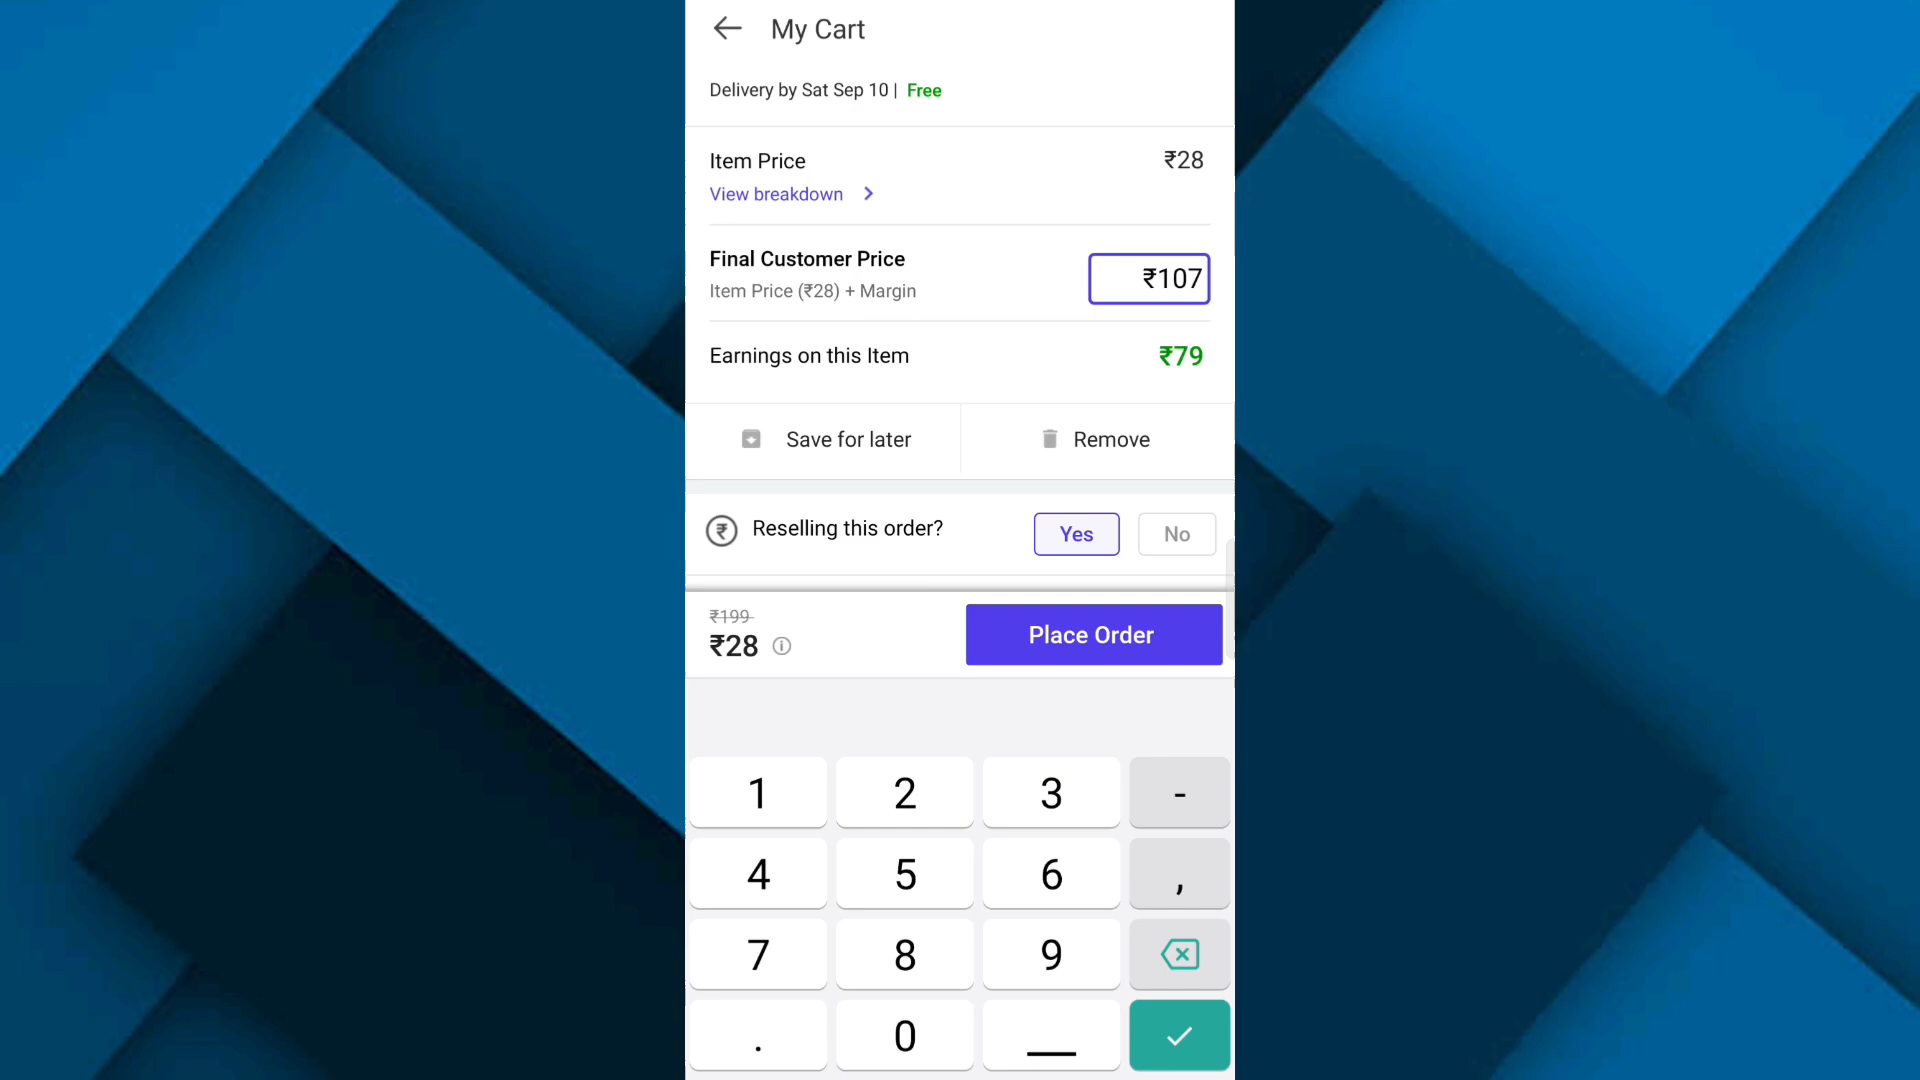 My Cart
Delivery by Sat Sep 10 | Free
Item Price ₹28
View breakdown
Final Customer Price ₹107
Item Price (₹28) + Margin
Earnings on this Item ₹79
Save for later Remove
Reselling this order? Yes No
₹199
₹28 Place Order
1 2 3 -
4 5 6 ,
7 8 9
. 0